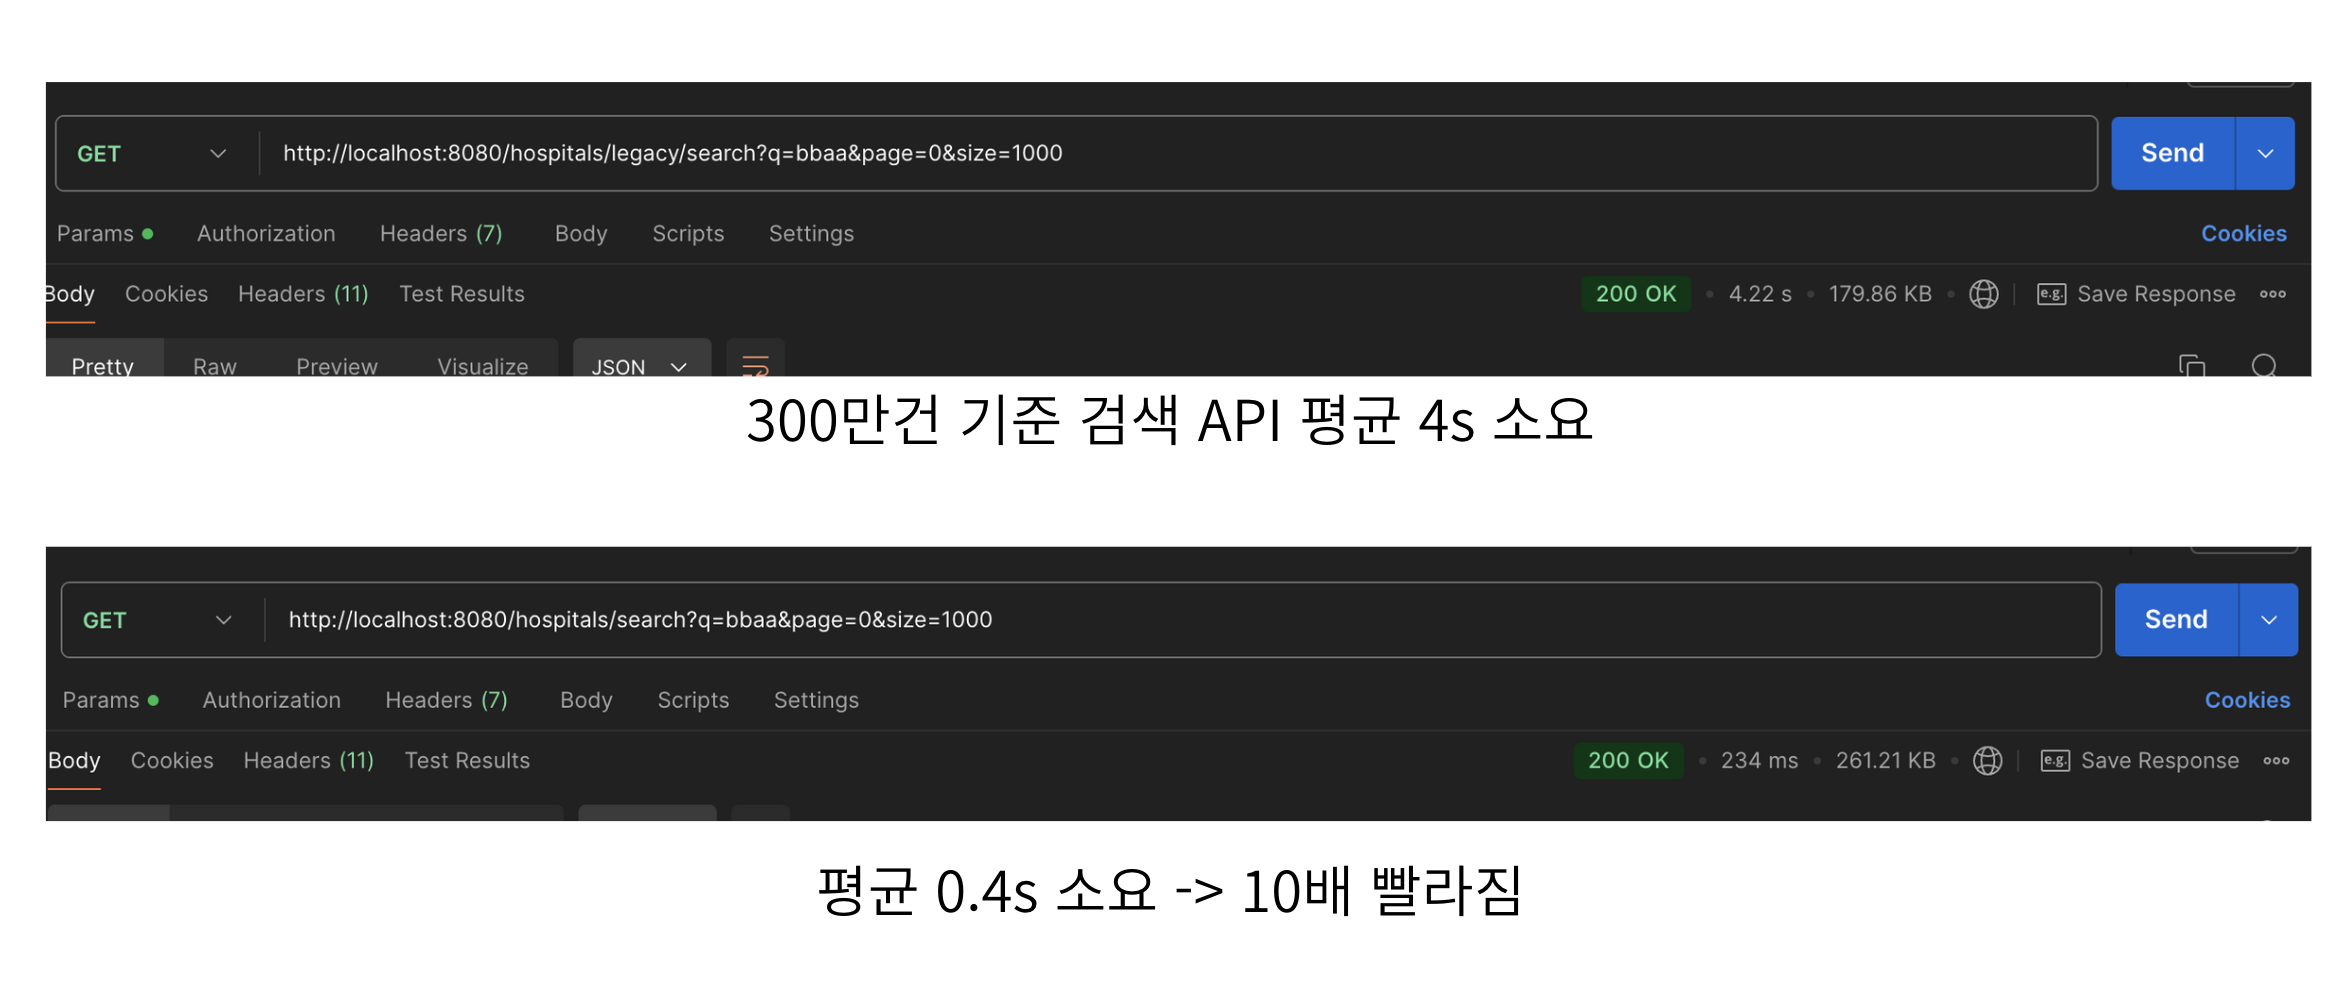 GET http://localhost:8080/hospitals/legacy/search?q=bbaa&page=0&size=1000 Send
Params Authorization Headers (7) Body Scripts Settings Cookies
Body Cookies Headers (11) Test Results 200 OK 4.22 s 179.86 KB e.g. Save Response
Pretty Raw Preview Visualize JSON
300만건 기준 검색 API 평균 4s 소요
GET http://localhost:8080/hospitals/search?q=bbaa&page=0&size=1000 Send
Params Authorization Headers (7) Body Scripts Settings Cookies
Body Cookies Headers (11) Test Results 200 OK 234 ms 261.21 KB e.g. Save Response
평균 0.4s 소요 -> 10배 빨라짐